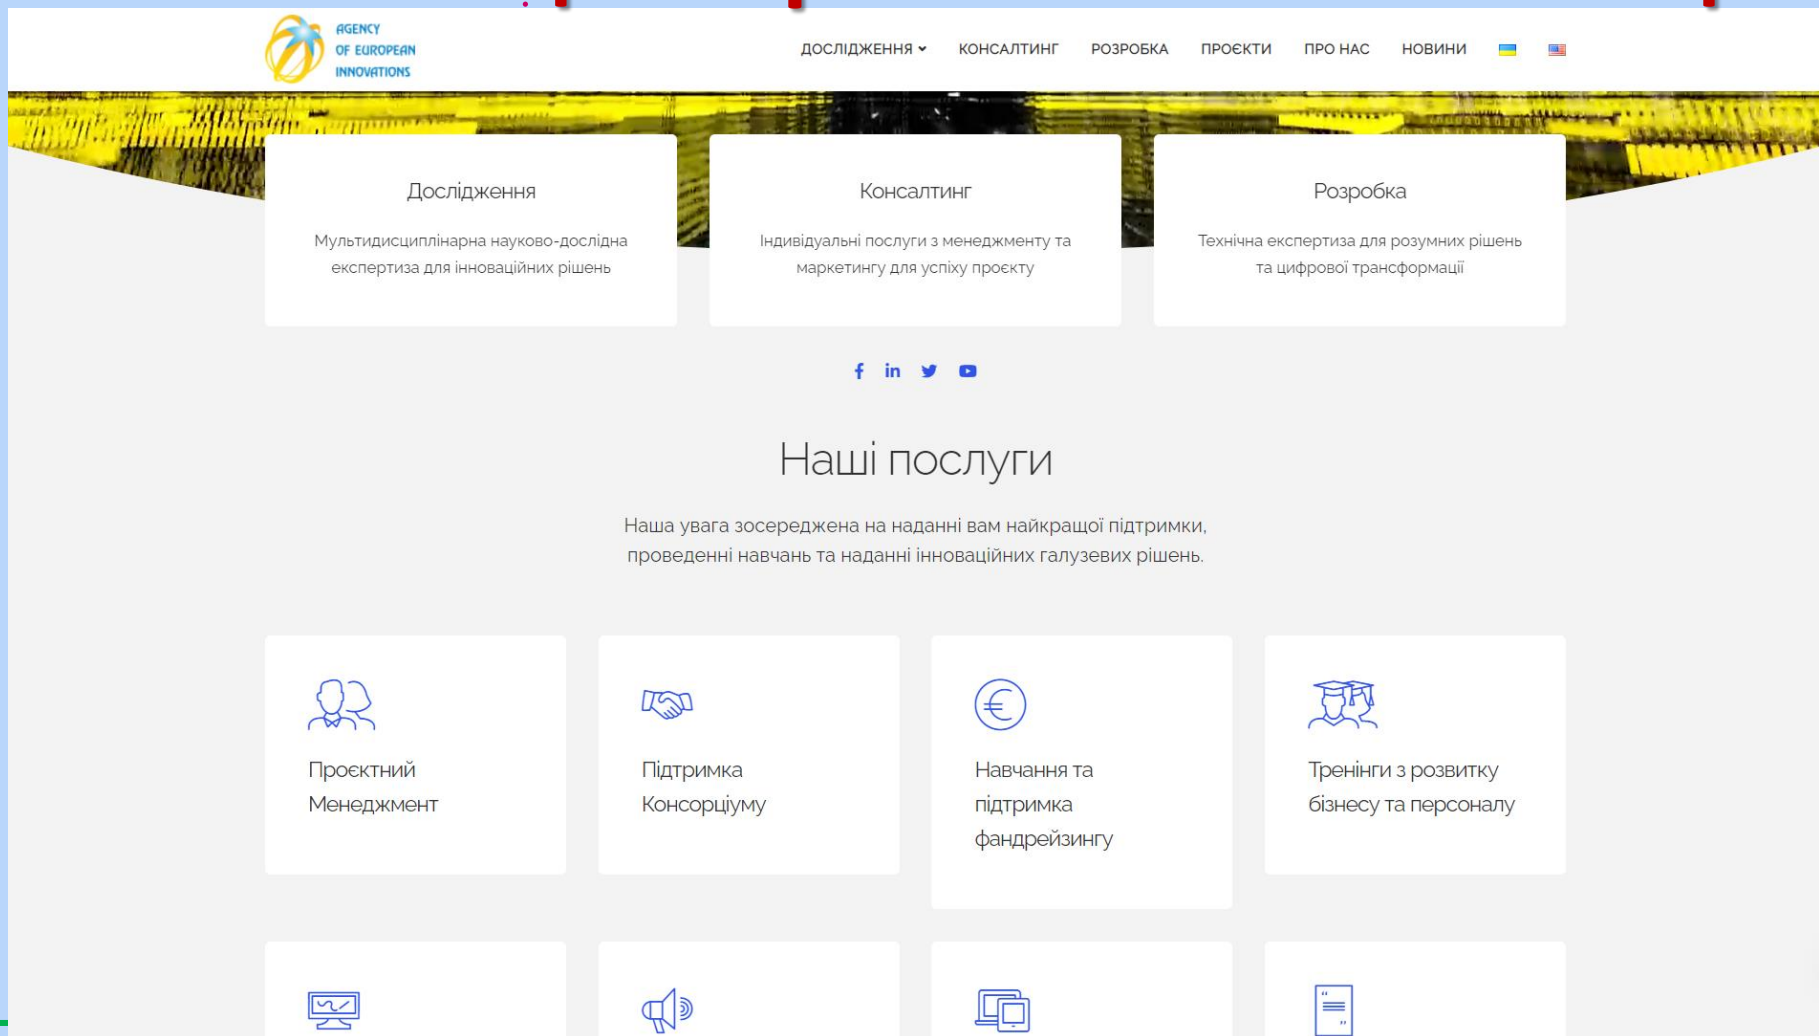 AGENCY
OF EUROPEAN
INNOVATIONS
ДОСЛІДЖЕННЯ КОНСАЛТИНГ РОЗРОБКА ПРОЄКТИ ПРО НАС НОВИНИ
Дослідження
Мультидисциплінарна науково-дослідна
експертиза для інноваційних рішень
Консалтинг
Індивідуальні послуги з менеджменту та
маркетингу для успіху проєкту
Розробка
Технічна експертиза для розумних рішень
та цифрової трансформації
Наші послуги
Наша увага зосереджена на наданні вам найкращої підтримки,
проведенні навчань та наданні інноваційних галузевих рішень.
Проєктний
Менеджмент
Підтримка
Консорціуму
Навчання та
підтримка
фандрейзингу
Тренінги з розвитку
бізнесу та персоналу